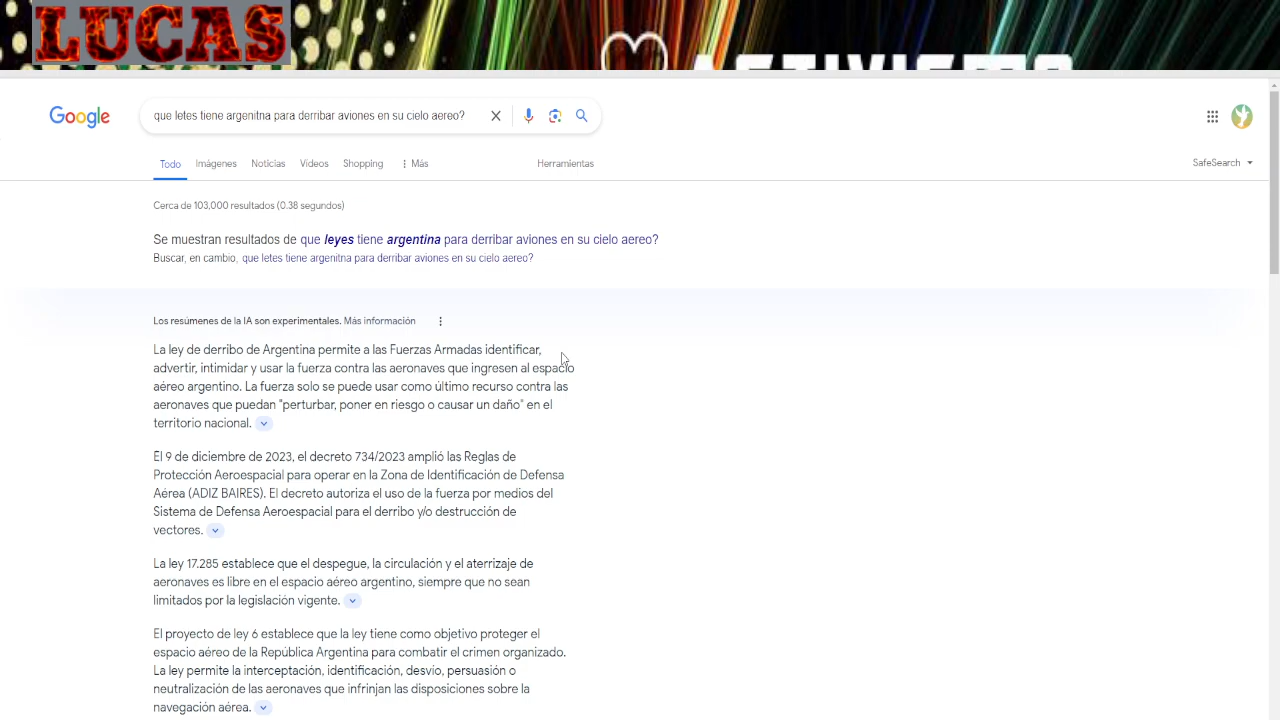 LUCAS
ACTIVISMO
Google
que letes tiene argenitna para derribar aviones en su cielo aereo?
Todo
Imágenes
Noticias
Videos
Shopping
Más
Herramientas
SafeSearch
Cerca de 103,000 resultados (0.38 segundos)
Se muestran resultados de que leyes tiene argentina para derribar aviones en su cielo aereo?
Buscar, en cambio, que letes tiene argenitna para derribar aviones en su cielo aereo?
Los resúmenes de la IA son experimentales. Más información
La ley de derribo de Argentina permite a las Fuerzas Armadas identificar,
advertir, intimidar y usar la fuerza contra las aeronaves que ingresen al espacio
aéreo argentino. La fuerza solo se puede usar como último recurso contra las
aeronaves que puedan "perturbar, poner en riesgo o causar un daño" en el
territorio nacional.
El 9 de diciembre de 2023, el decreto 734/2023 amplió las Reglas de
Protección Aeroespacial para operar en la Zona de Identificación de Defensa
Aérea (ADIZ BAIRES). El decreto autoriza el uso de la fuerza por medios del
Sistema de Defensa Aeroespacial para el derribo y/o destrucción de
vectores.
La ley 17.285 establece que el despegue, la circulación y el aterrizaje de
aeronaves es libre en el espacio aéreo argentino, siempre que no sean
limitados por la legislación vigente.
El proyecto de ley 6 establece que la ley tiene como objetivo proteger el
espacio aéreo de la República Argentina para combatir el crimen organizado.
La ley permite la interceptación, identificación, desvío, persuasión o
neutralización de las aeronaves que infrinjan las disposiciones sobre la
navegación aérea.